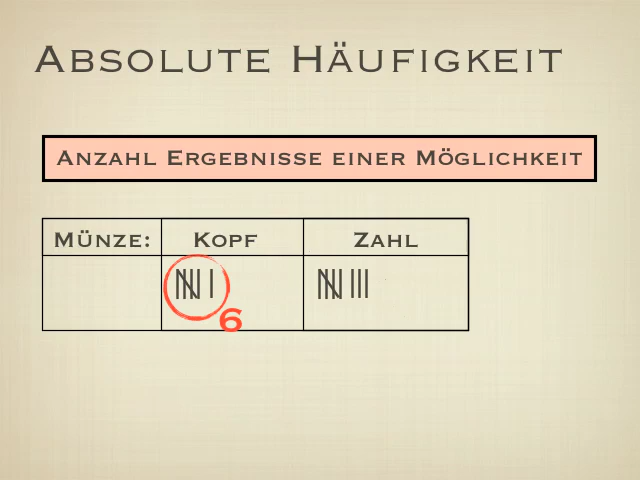 Absolute Häufigkeit
Anzahl Ergebnisse einer Möglichkeit
Münze: Kopf Zahl
6